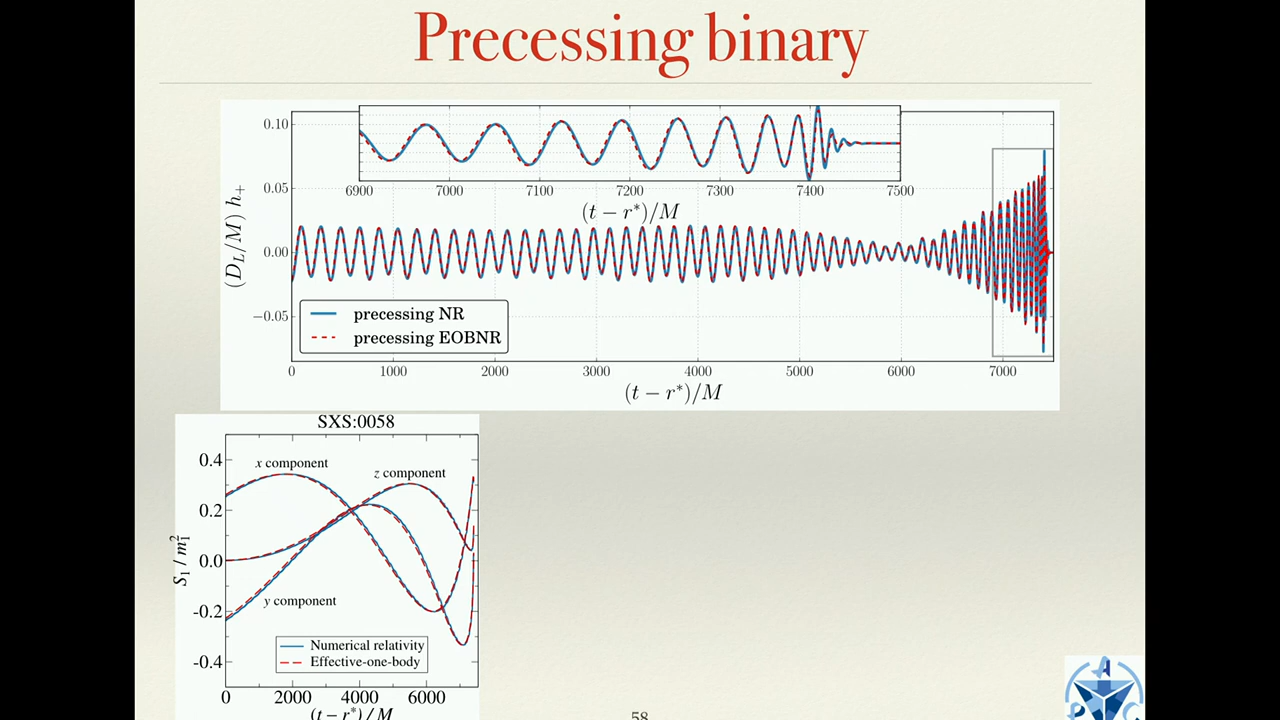 Precessing binary
0.10
0.05
0.00
−0.05
(D_L/M) h_+
6900 7000 7100 7200 7300 7400 7500
(t − r*)/M
precessing NR
precessing EOBNR
0 1000 2000 3000 4000 5000 6000 7000
(t − r*)/M
SXS:0058
0.4
0.2
0.0
-0.2
-0.4
S_1 / m_1^2
x component
z component
y component
Numerical relativity
Effective-one-body
0 2000 4000 6000
(t − r*)/ M
58
A
P C